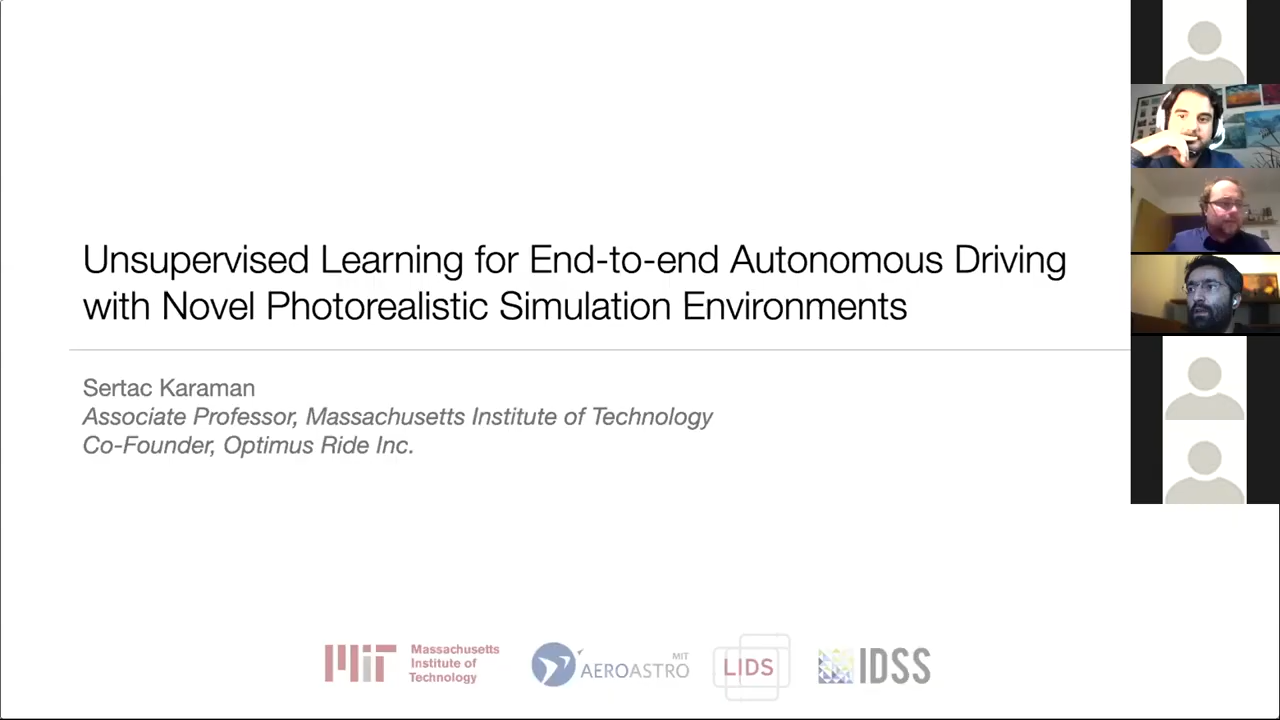 Unsupervised Learning for End-to-end Autonomous Driving
with Novel Photorealistic Simulation Environments
Sertac Karaman
Associate Professor, Massachusetts Institute of Technology
Co-Founder, Optimus Ride Inc.
MIT
Massachusetts
Institute of
Technology
MIT
AEROASTRO
LIDS
IDSS